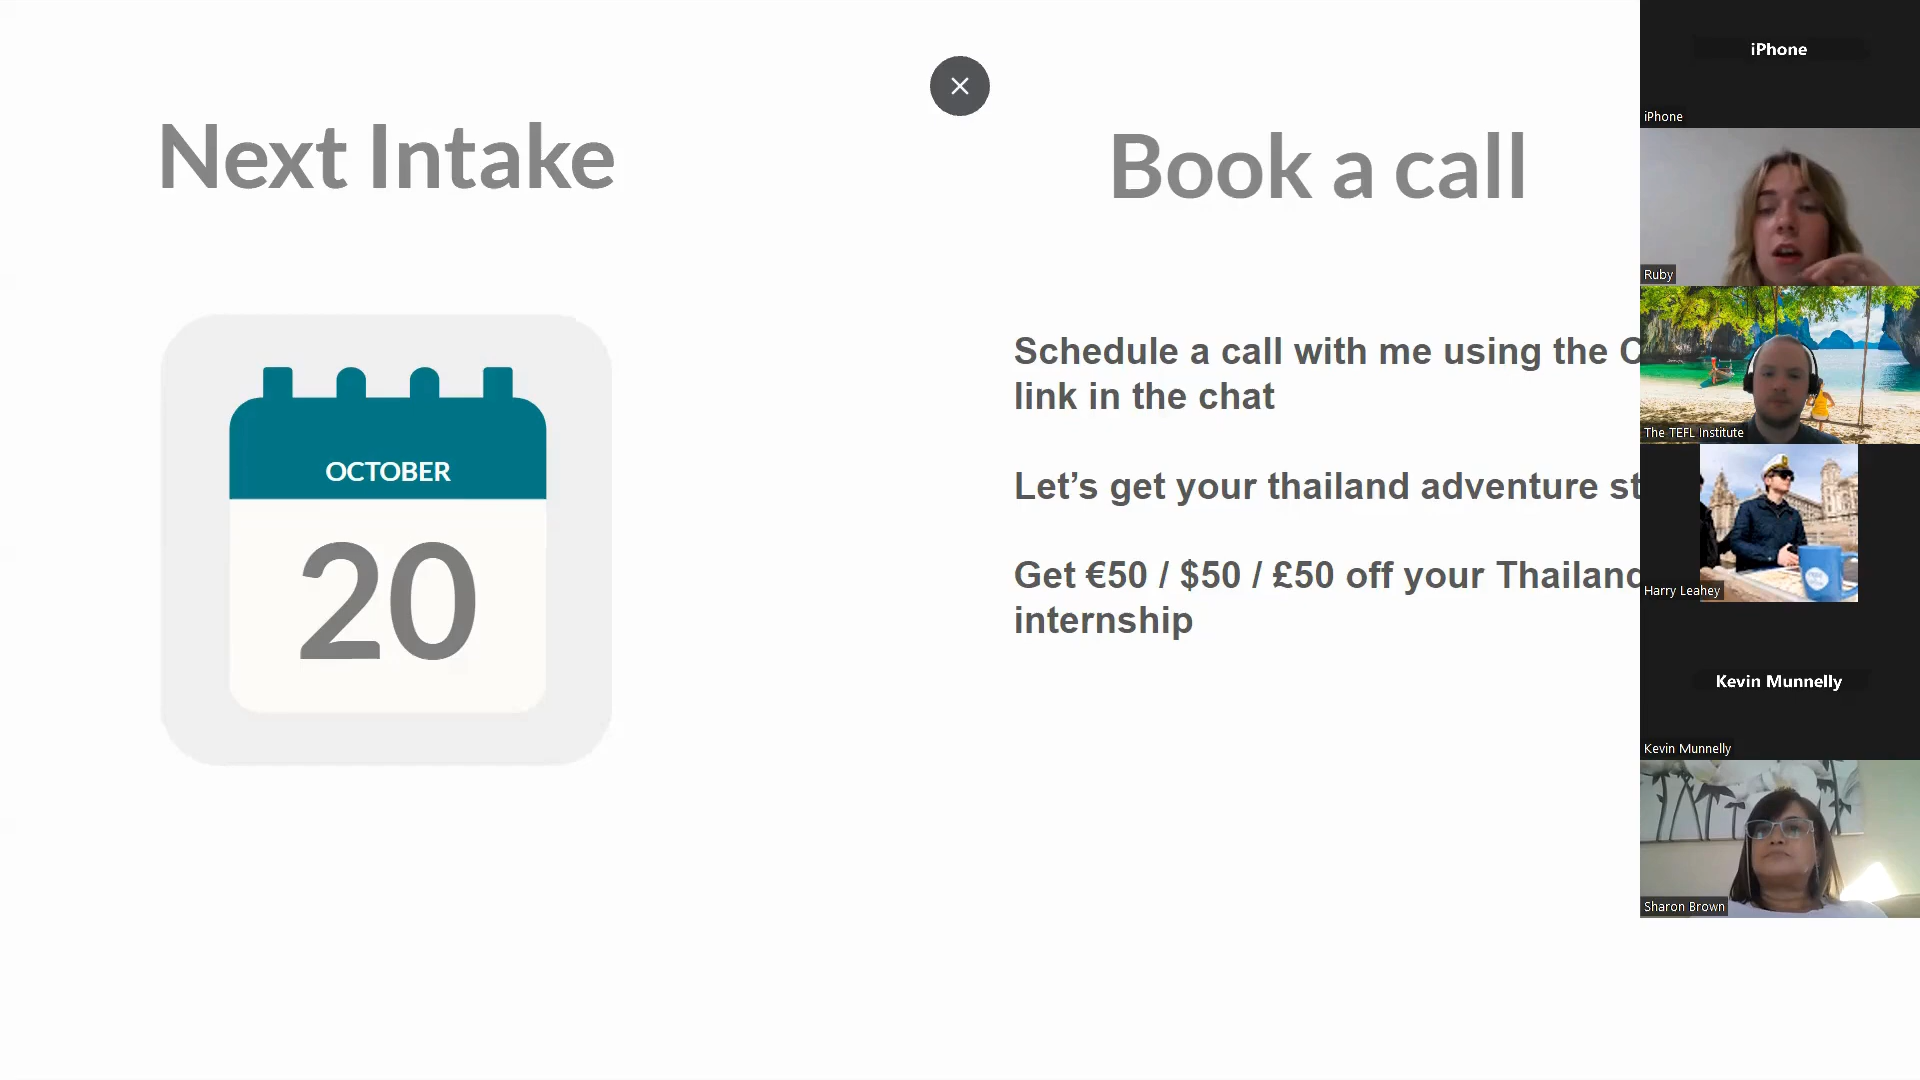 Next Intake
OCTOBER
20
Book a call
Schedule a call with me using the
link in the chat
Let’s get your thailand adventure
Get €50 / $50 / £50 off your Thailand
internship
iPhone
iPhone
Ruby
The TEFL Institute
Harry Leahey
Kevin Munnelly
Kevin Munnelly
Sharon Brown